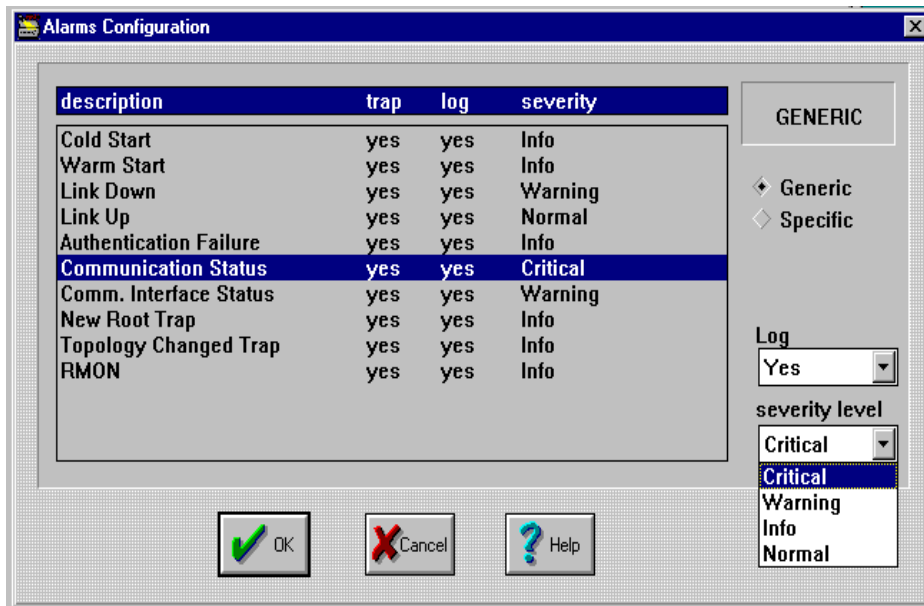 Alarms Configuration
description trap log severity
Cold Start yes yes Info
Warm Start yes yes Info
Link Down yes yes Warning
Link Up yes yes Normal
Authentication Failure yes yes Info
Communication Status yes yes Critical
Comm. Interface Status yes yes Warning
New Root Trap yes yes Info
Topology Changed Trap yes yes Info
RMON yes yes Info
GENERIC
Generic
Specific
Log
Yes
severity level
Critical
Critical
Warning
Info
Normal
OK
Cancel
Help